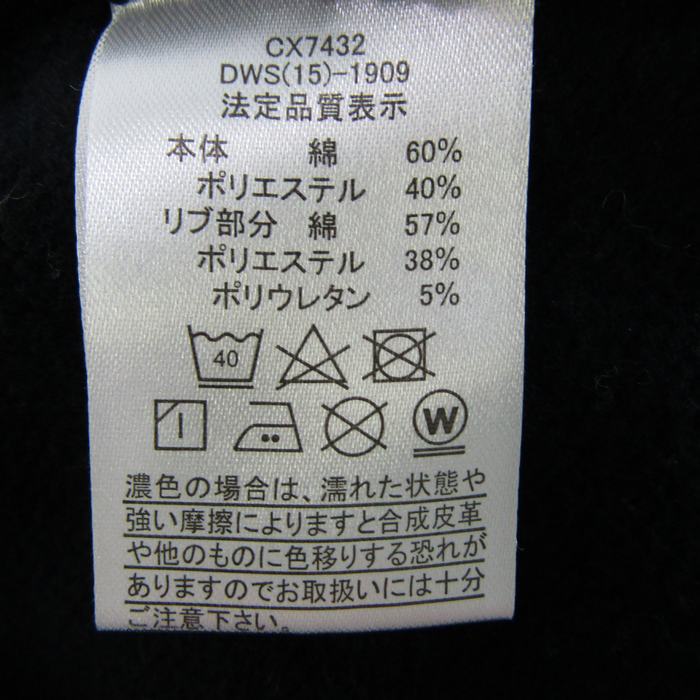 CX7432
DWS(15)-1909
法定品質表示
本体 綿 60%
ポリエステル 40%
リブ部分 綿 57%
ポリエステル 38%
ポリウレタン 5%
40
W
濃色の場合は、濡れた状態や
強い摩擦によりますと合成皮革
や他のものに色移りする恐れが
ありますのでお取扱いには十分
ご注意下さい。